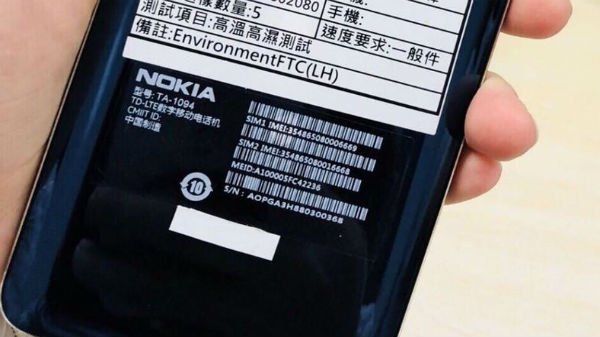 02080
樣數量:5
手機:
測試項目:高溫高濕測試
速度要求:一般件
備註:EnvironmentFTC(LH)
NOKIA
型号: TA-1094
TD-LTE数字移动电话机
CMIIT ID:
中国制造
SIM1 IMEI:354865080006669
SIM2 IMEI:354865080016668
MEID:A100005FC42236
S/N: AOPGA3H880300368
10